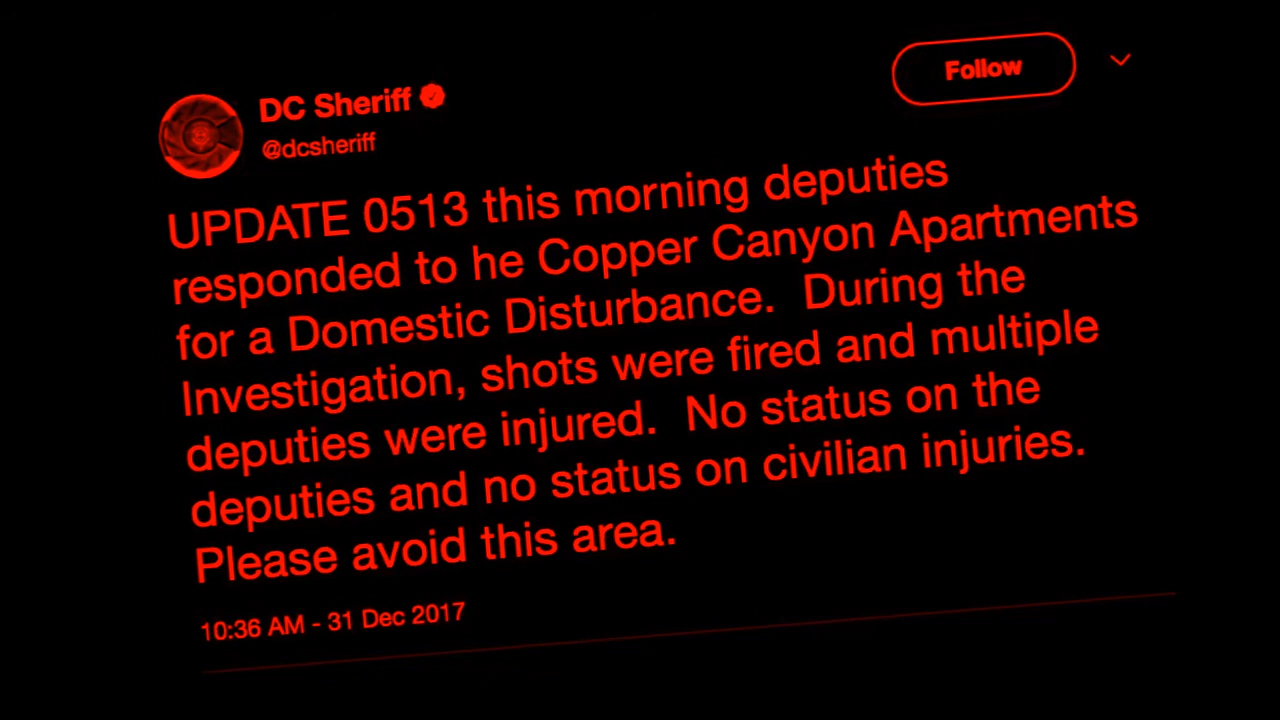 DC Sheriff
@dcsheriff
Follow
UPDATE 0513 this morning deputies
responded to he Copper Canyon Apartments
for a Domestic Disturbance.  During the
Investigation, shots were fired and multiple
deputies were injured.  No status on the
deputies and no status on civilian injuries.
Please avoid this area.
10:36 AM - 31 Dec 2017